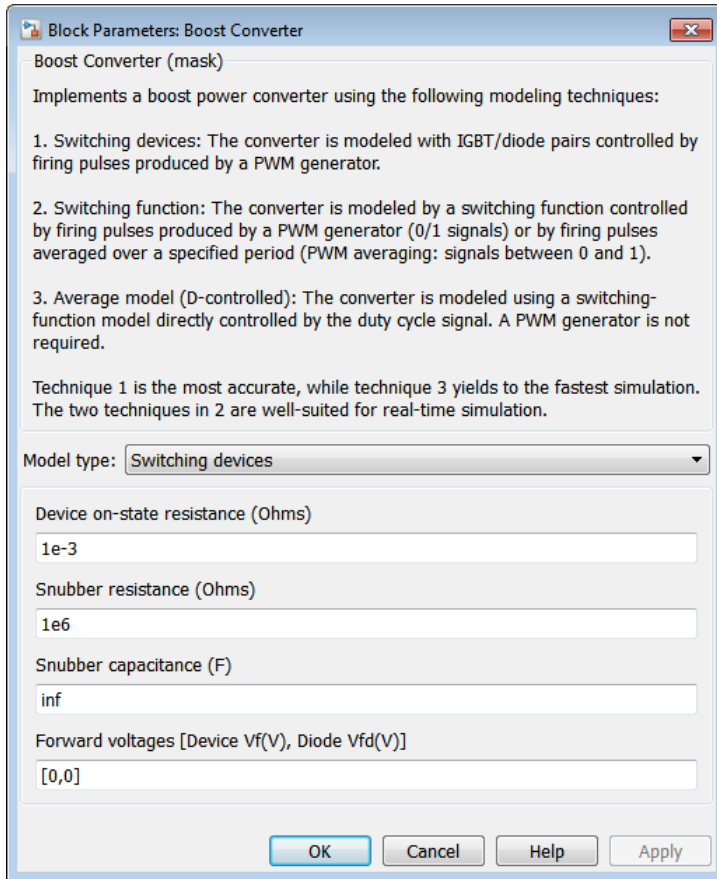 Block Parameters: Boost Converter
Boost Converter (mask)
Implements a boost power converter using the following modeling techniques:
1. Switching devices: The converter is modeled with IGBT/diode pairs controlled by
firing pulses produced by a PWM generator.
2. Switching function: The converter is modeled by a switching function controlled
by firing pulses produced by a PWM generator (0/1 signals) or by firing pulses
averaged over a specified period (PWM averaging: signals between 0 and 1).
3. Average model (D-controlled): The converter is modeled using a switching-
function model directly controlled by the duty cycle signal. A PWM generator is not
required.
Technique 1 is the most accurate, while technique 3 yields to the fastest simulation.
The two techniques in 2 are well-suited for real-time simulation.
Model type: Switching devices
Device on-state resistance (Ohms)
1e-3
Snubber resistance (Ohms)
1e6
Snubber capacitance (F)
inf
Forward voltages [Device Vf(V), Diode Vfd(V)]
[0,0]
OK Cancel Help Apply